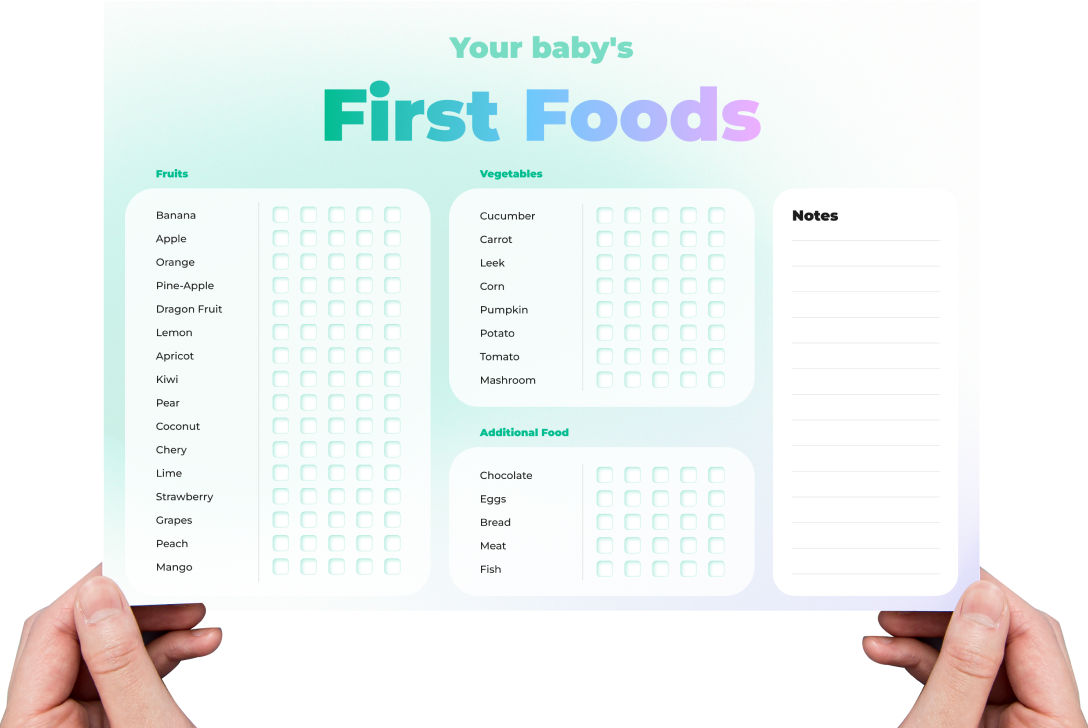 Your baby's
First Foods
Fruits
Banana
Apple
Orange
Pine-Apple
Dragon Fruit
Lemon
Apricot
Kiwi
Pear
Coconut
Chery
Lime
Strawberry
Grapes
Peach
Mango
Vegetables
Cucumber
Carrot
Leek
Corn
Pumpkin
Potato
Tomato
Mashroom
Additional Food
Chocolate
Eggs
Bread
Meat
Fish
Notes